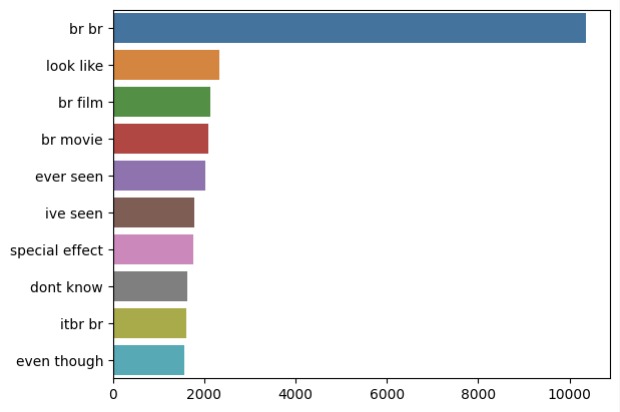 br br
look like
br film
br movie
ever seen
ive seen
special effect
dont know
itbr br
even though
0 2000 4000 6000 8000 10000